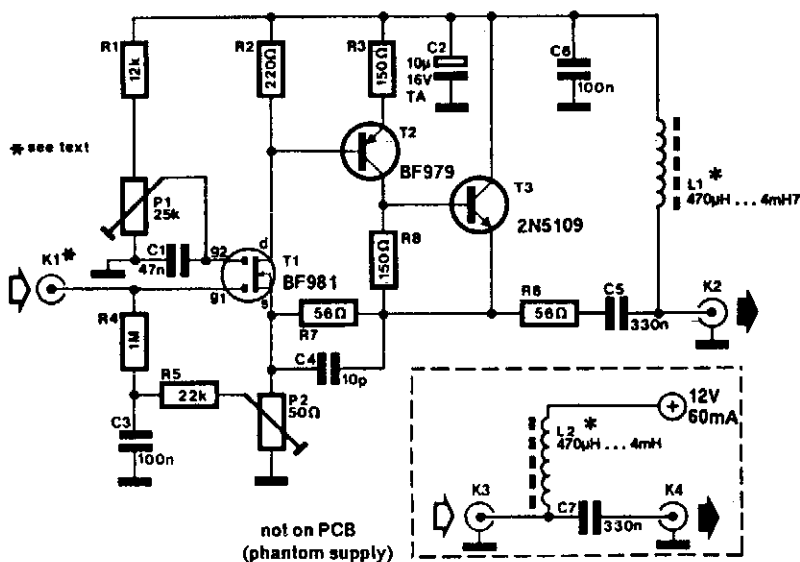 R1
12k
R2
220Ω
R3
150Ω
C2
10μ
16V
TA
C6
100n
* see text
T2
BF979
L1 *
470μH ... 4mH7
P1
25k
T3
2N5109
K1 *
C1
47n
g2
d
T1
BF981
g1
s
R8
150Ω
R4
1M
R7
56Ω
R6
56Ω
C5
330n
K2
C4
10p
R5
22k
P2
50Ω
C3
100n
12V
60mA
L2 *
470μH ... 4mH
K3
C7
330n
K4
not on PCB
(phantom supply)